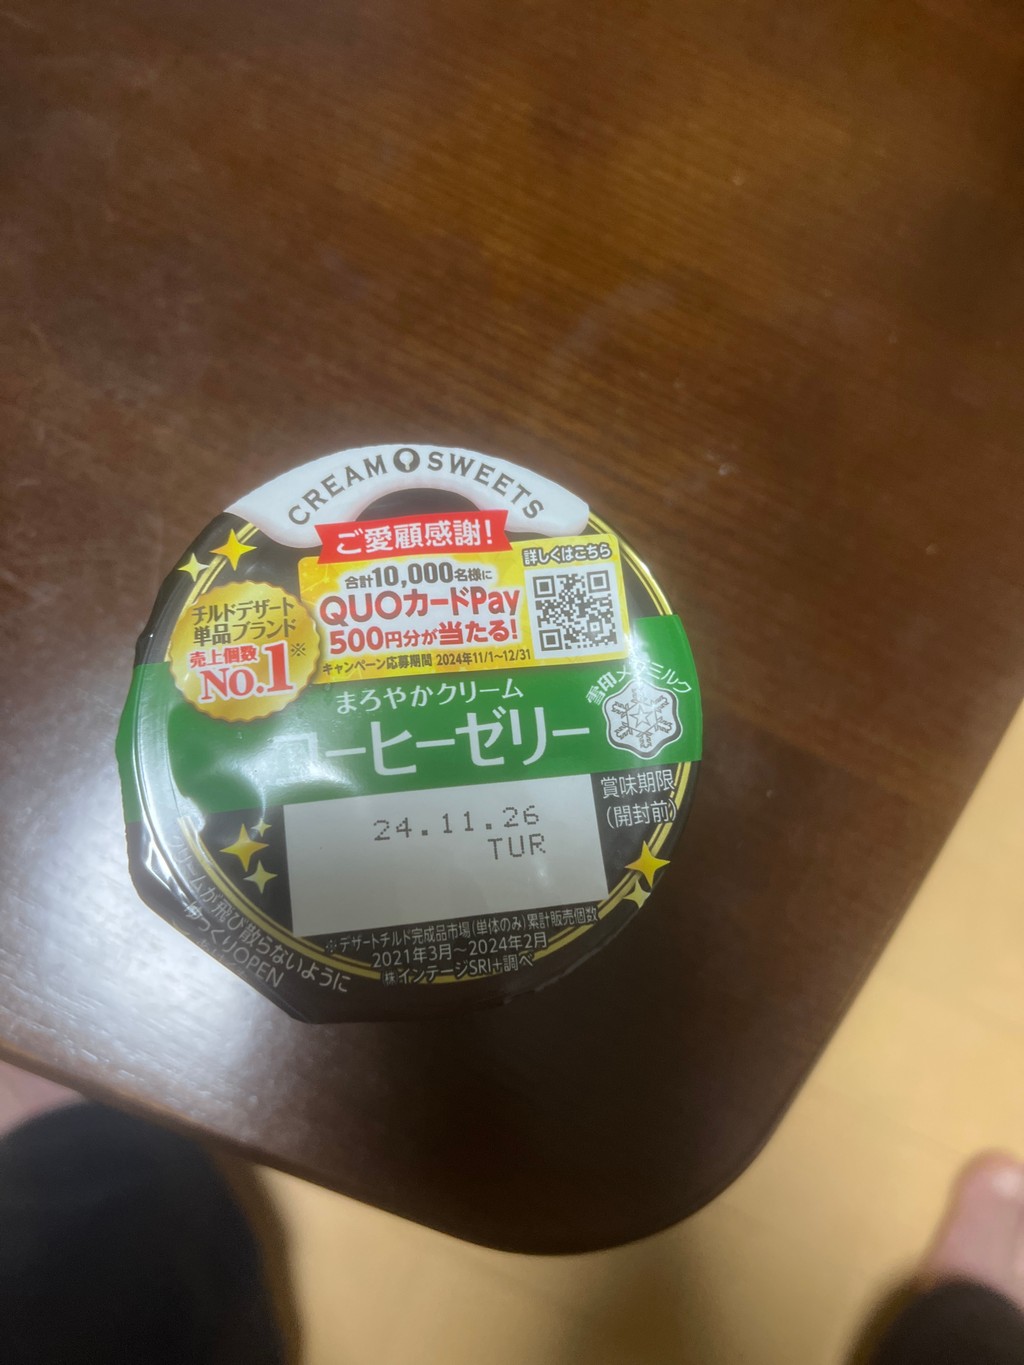 CREAM SWEETS
ご愛顧感謝!
合計10,000名様に
QUOカードPay
500円分が当たる!
キャンペーン応募期間 2024年11/1~12/31
詳しくはこちら
チルドデザート
単品ブランド
売上個数
No.1※
まろやかクリーム
コーヒーゼリー
雪印メグミルク
賞味期限
(開封前)
24.11.26
TUR
※デザートチルド完成品市場(単体のみ)累計販売個数
2021年3月~2024年2月
㈱インテージSRI+調べ
クリームが飛び散らないように
ゆっくりOPEN